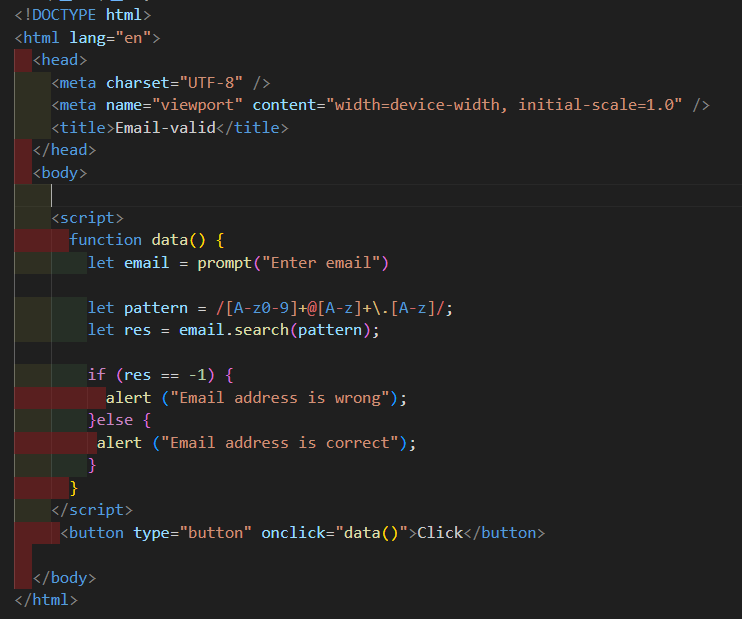 <!DOCTYPE html>
<html lang="en">
<head>
<meta charset="UTF-8" />
<meta name="viewport" content="width=device-width, initial-scale=1.0" />
<title>Email-valid</title>
</head>
<body>
<script>
function data() {
let email = prompt("Enter email")
let pattern = /[A-z0-9]+@[A-z]+\.[A-z]/;
let res = email.search(pattern);
if (res == -1) {
alert ("Email address is wrong");
}else {
alert ("Email address is correct");
}
}
</script>
<button type="button" onclick="data()">Click</button>
</body>
</html>